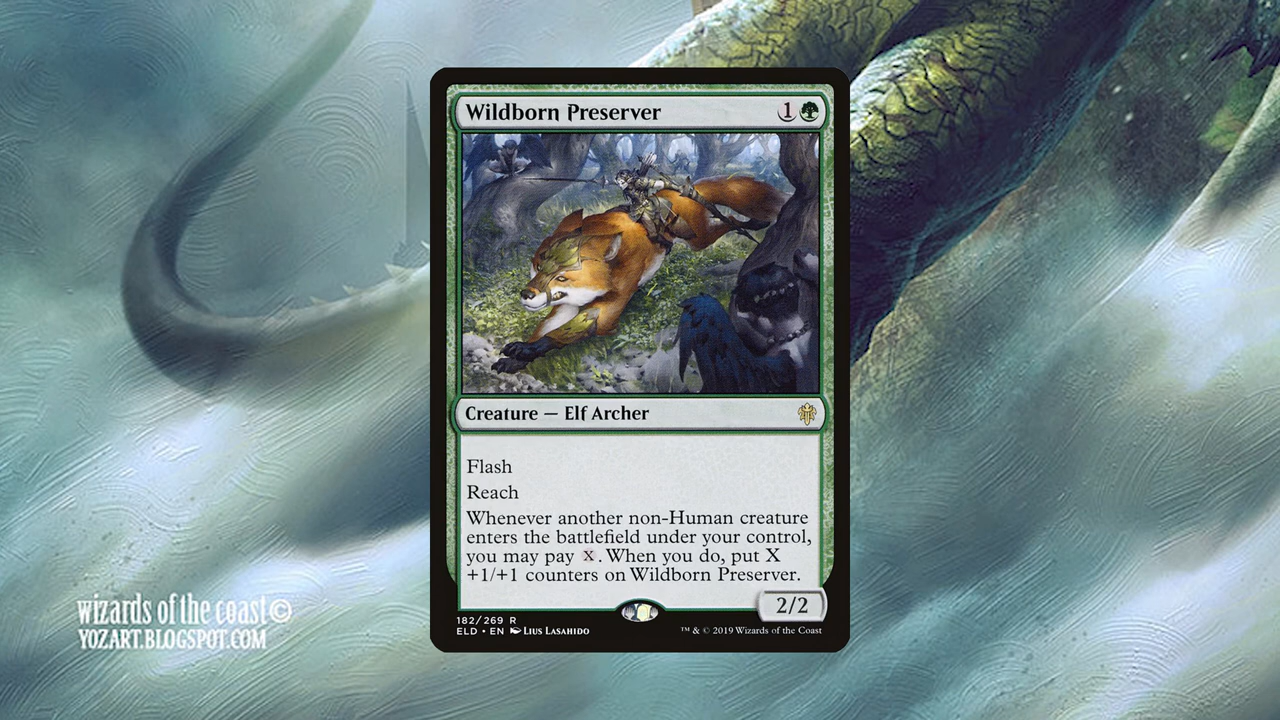 Wildborn Preserver 1
Creature — Elf Archer
Flash
Reach
Whenever another non-Human creature
enters the battlefield under your control,
you may pay X. When you do, put X
+1/+1 counters on Wildborn Preserver.
2/2
182/269 R
ELD • EN Lius Lasahido
™ & © 2019 Wizards of the Coast
wizards of the coast©
YOZART.BLOGSPOT.COM